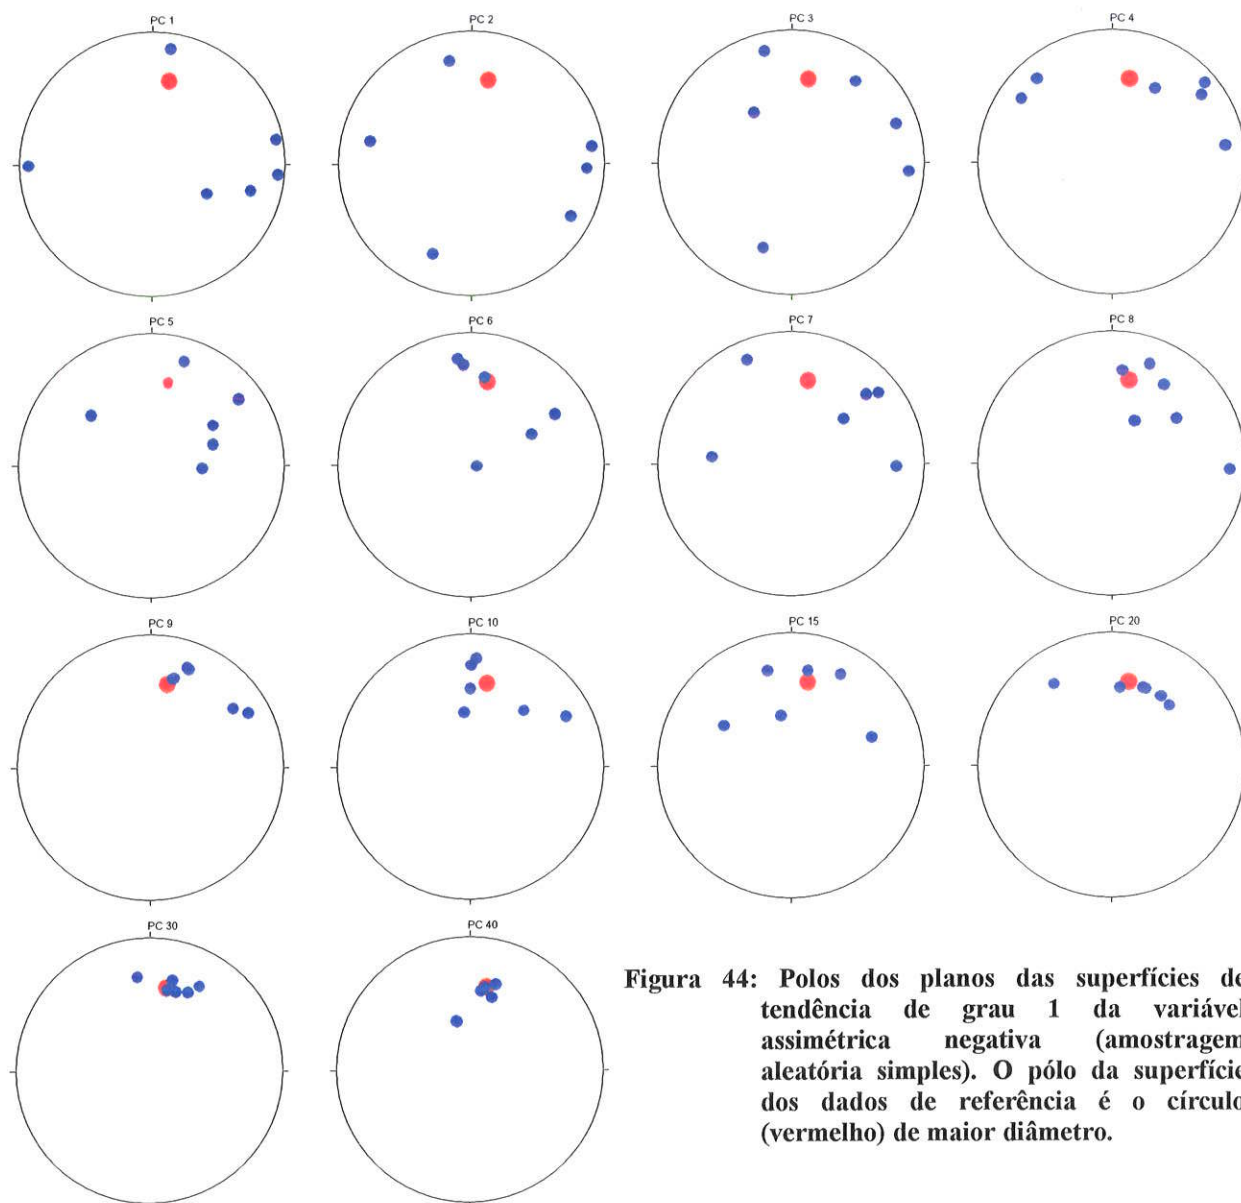 PC 1
PC 2
PC 3
PC 4
PC 5
PC 6
PC 7
PC 8
PC 9
PC 10
PC 15
PC 20
PC 30
PC 40
Figura 44: Polos dos planos das superfícies de
tendência de grau 1 da variável
assimétrica negativa (amostragem
aleatória simples). O pólo da superfície
dos dados de referência é o círculo
(vermelho) de maior diâmetro.